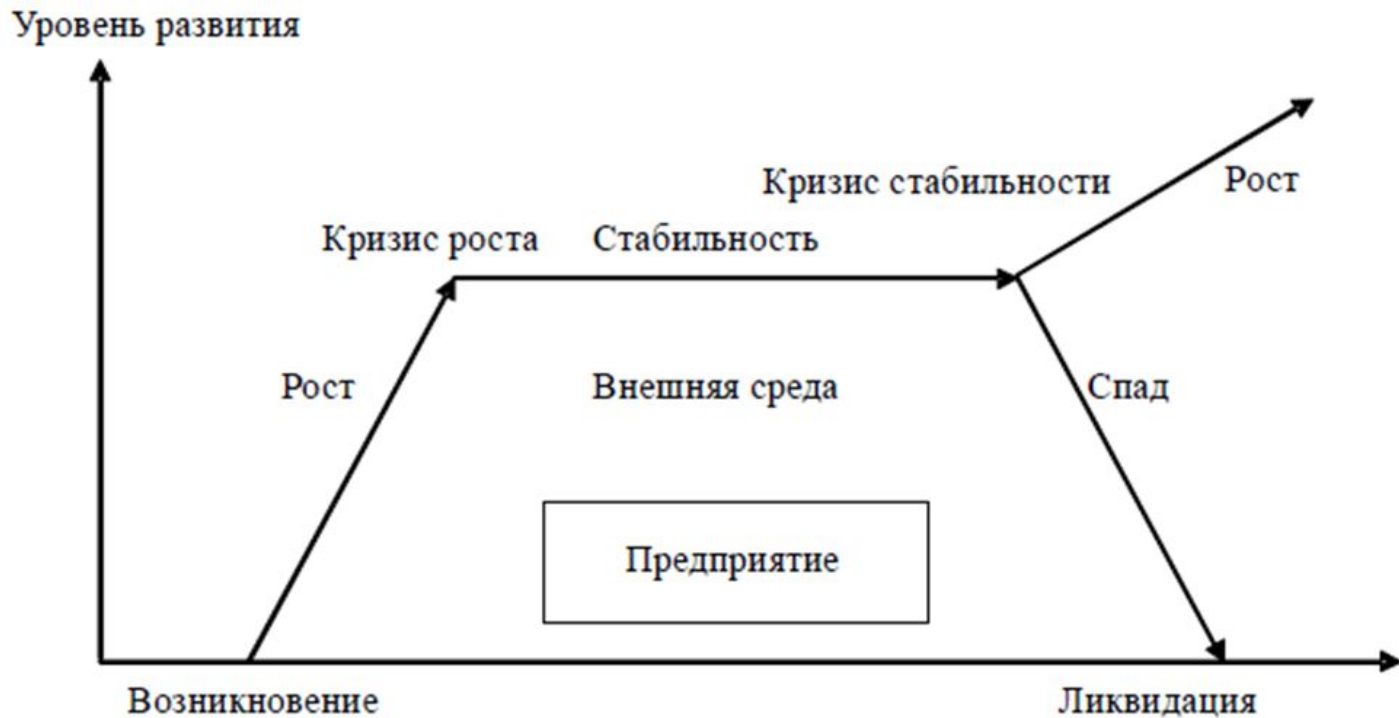 Уровень развития
Кризис стабильности
Рост
Кризис роста
Стабильность
Рост
Внешняя среда
Спад
Предприятие
Возникновение
Ликвидация